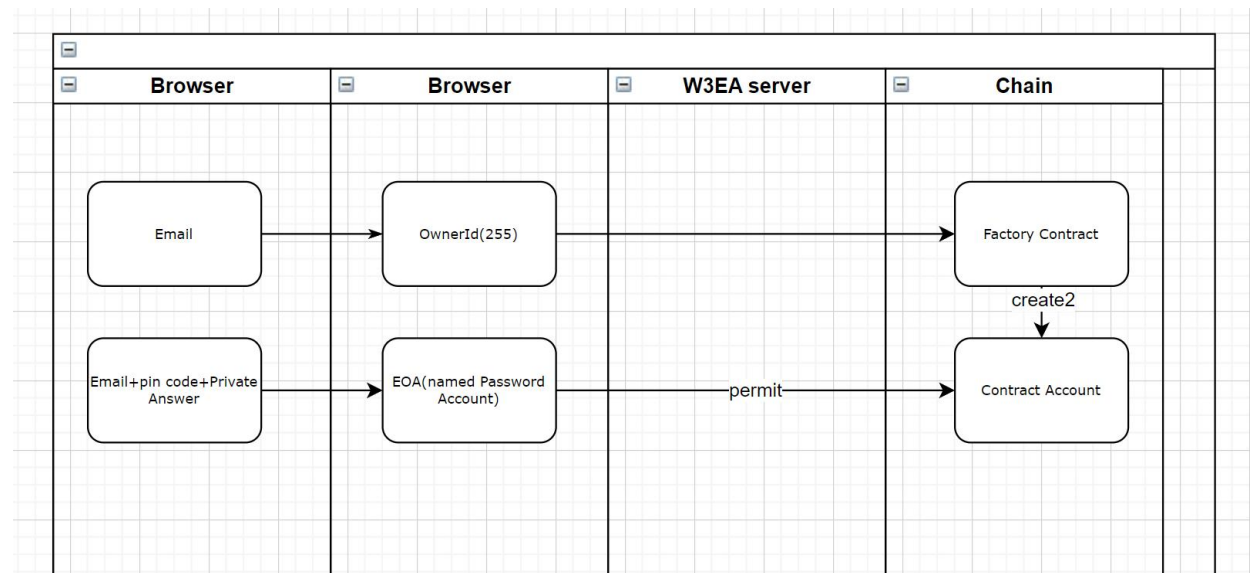 Browser
Browser
W3EA server
Chain
Email
OwnerId(255)
Factory Contract
create2
Email+pin code+Private
Answer
EOA(named Password
Account)
permit
Contract Account